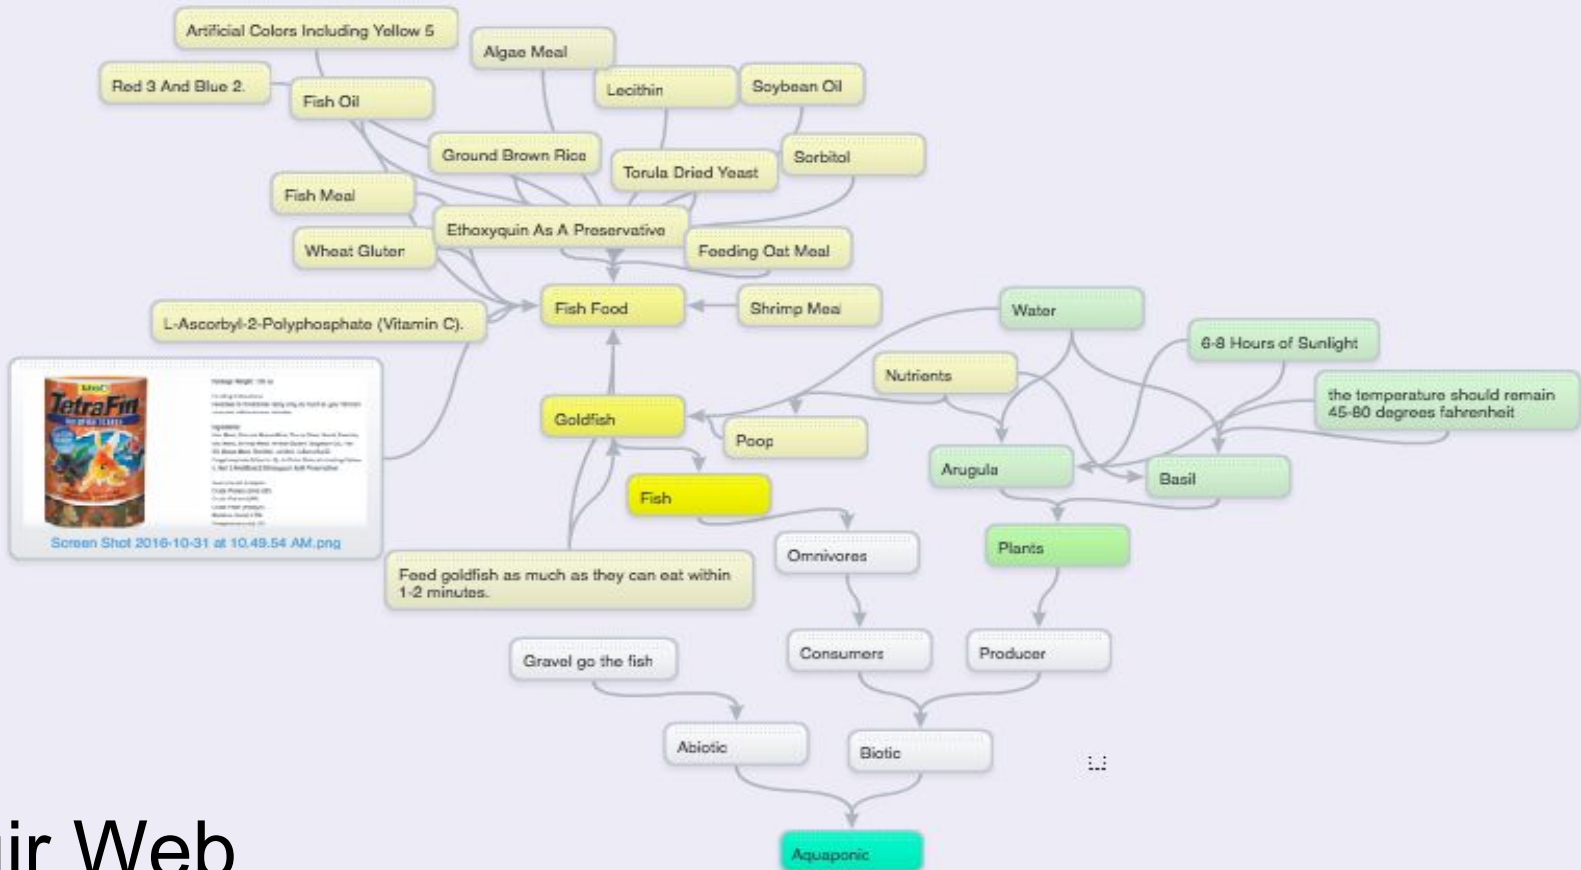 Artificial Colors Including Yellow 5
Algae Meal
Red 3 And Blue 2.
Fish Oil
Lecithin
Soybean Oil
Ground Brown Rice
Torula Dried Yeast
Sorbitol
Fish Meal
Ethoxyquin As A Preservative
Wheat Gluten
Feeding Oat Meal
L-Ascorbyl-2-Polyphosphate (Vitamin C).
Fish Food
Shrimp Meal
Water
6-8 Hours of Sunlight
Nutrients
the temperature should remain
45-80 degrees fahrenheit
TetraFin
Goldfish
Poop
Arugula
Basil
Fish
Screen Shot 2016-10-31 at 10.49.54 AM.png
Omnivores
Plants
Feed goldfish as much as they can eat within
1-2 minutes.
Gravel go the fish
Consumers
Producer
Abiotic
Biotic
Aquaponic
Web